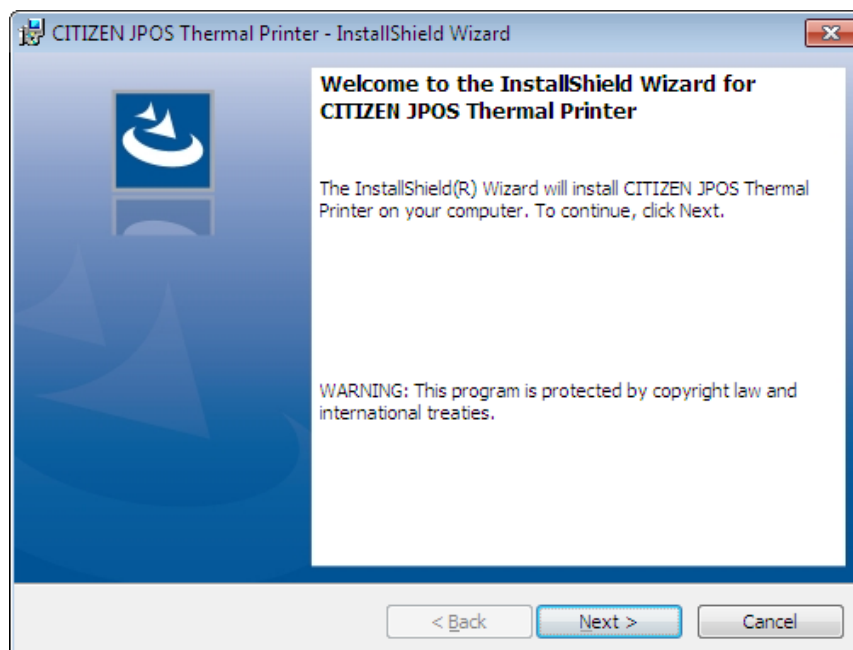 CITIZEN JPOS Thermal Printer - InstallShield Wizard
Welcome to the InstallShield Wizard for
CITIZEN JPOS Thermal Printer
The InstallShield(R) Wizard will install CITIZEN JPOS Thermal
Printer on your computer. To continue, click Next.
WARNING: This program is protected by copyright law and
international treaties.
< Back
Next >
Cancel